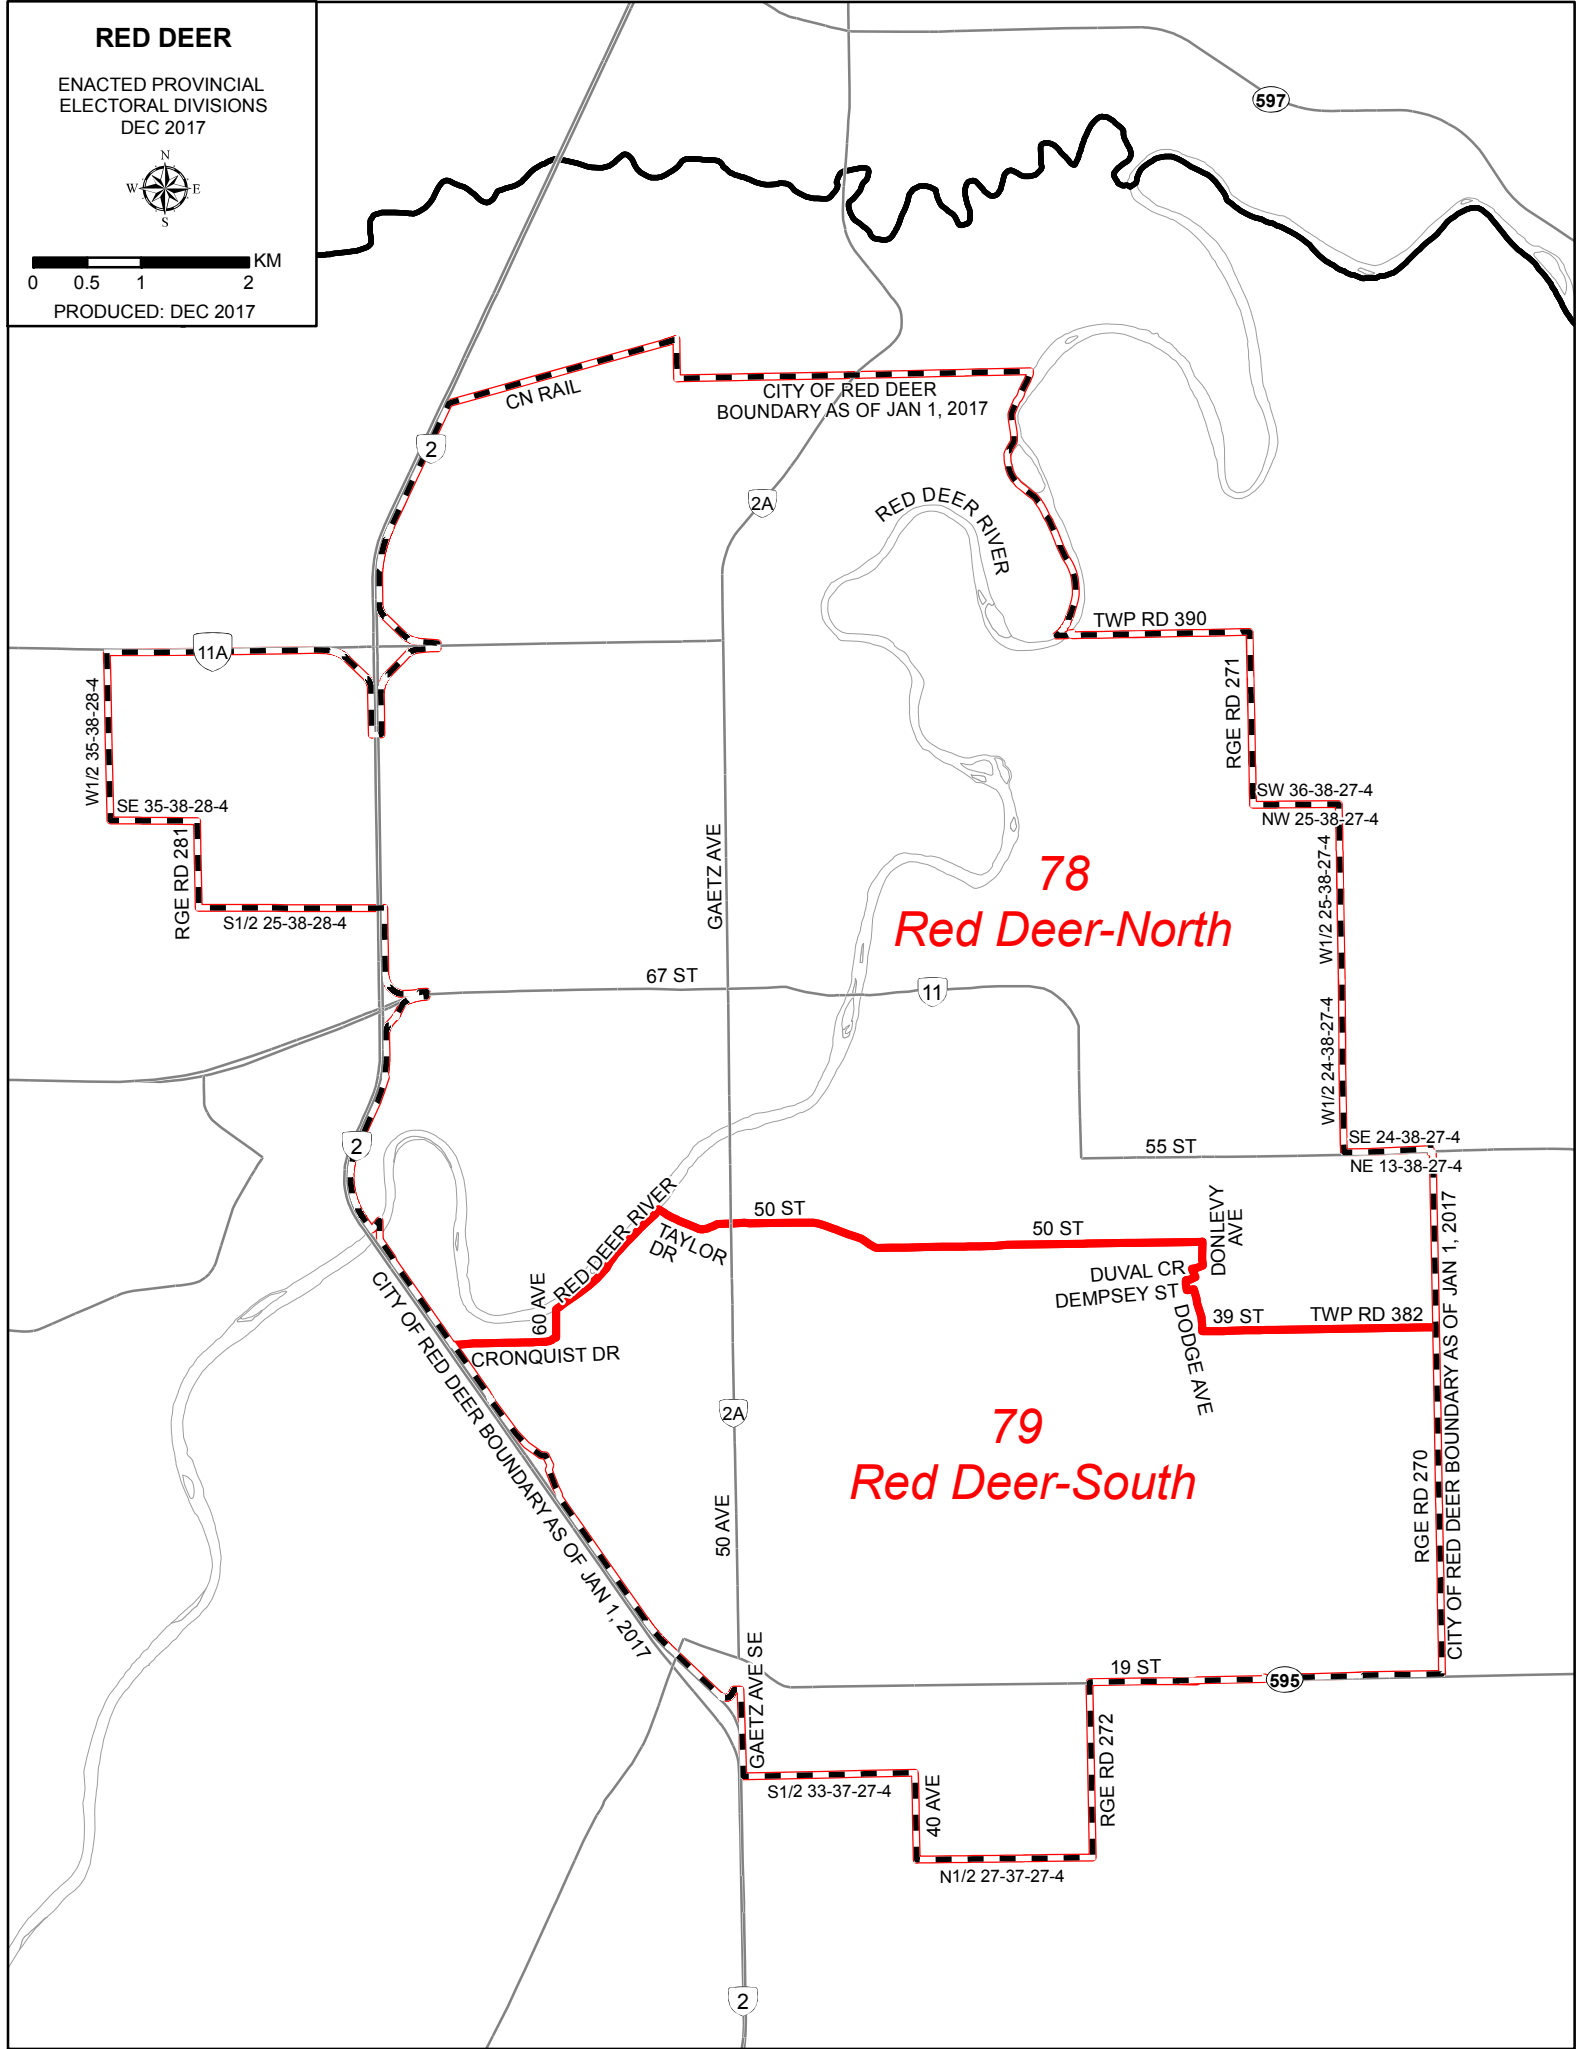 RED DEER
ENACTED PROVINCIAL
ELECTORAL DIVISIONS
DEC 2017
N
W E
S
KM
0 0.5 1 2
PRODUCED: DEC 2017
597
CN RAIL
CITY OF RED DEER
BOUNDARY AS OF JAN 1, 2017
2
2A
RED DEER RIVER
TWP RD 390
11A
W1/2 35-38-28-4
RGE RD 271
SE 35-38-28-4
SW 36-38-27-4
NW 25-38-27-4
RGE RD 281
S1/2 25-38-28-4
GAETZ AVE
78
Red Deer-North
W1/2 25-38-27-4
67 ST
11
W1/2 24-38-27-4
2
55 ST
SE 24-38-27-4
NE 13-38-27-4
RED DEER RIVER
TAYLOR
DR
50 ST
50 ST
DONLEVY
AVE
DUVAL CR
DEMPSEY ST
DODGE AVE
39 ST
TWP RD 382
CITY OF RED DEER BOUNDARY AS OF JAN 1, 2017
60 AVE
CRONQUIST DR
CITY OF RED DEER BOUNDARY AS OF JAN 1, 2017
2A
79
Red Deer-South
50 AVE
RGE RD 270
GAETZ AVE SE
19 ST
595
S1/2 33-37-27-4
40 AVE
RGE RD 272
N1/2 27-37-27-4
2